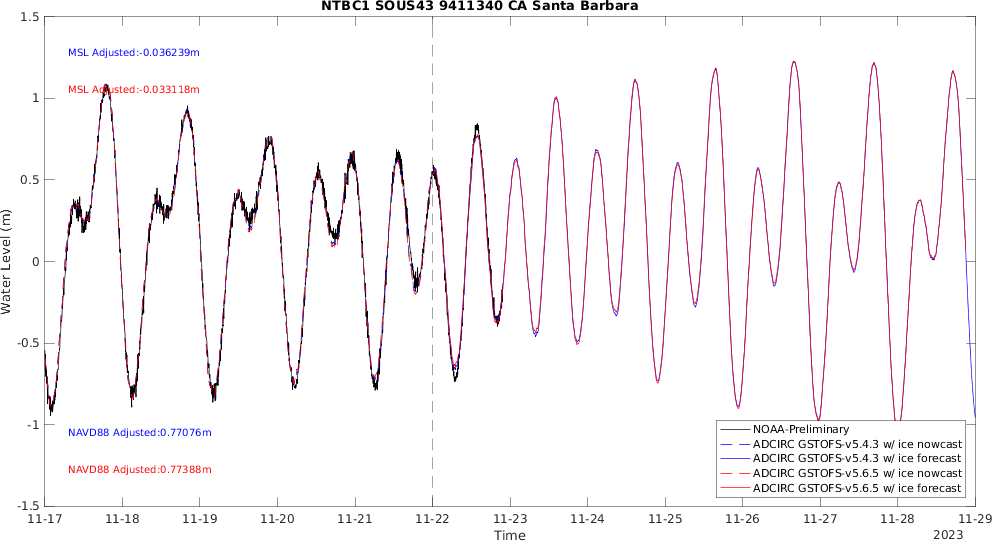 NTBC1 SOUS43 9411340 CA Santa Barbara
1.5
1
0.5
0
-0.5
-1
-1.5
Water Level (m)
MSL Adjusted:-0.036239m
MSL Adjusted:-0.033118m
NAVD88 Adjusted:0.77076m
NAVD88 Adjusted:0.77388m
NOAA-Preliminary
ADCIRC GSTOFS-v5.4.3 w/ ice nowcast
ADCIRC GSTOFS-v5.4.3 w/ ice forecast
ADCIRC GSTOFS-v5.6.5 w/ ice nowcast
ADCIRC GSTOFS-v5.6.5 w/ ice forecast
11-17 11-18 11-19 11-20 11-21 11-22 11-23 11-24 11-25 11-26 11-27 11-28 11-29
Time
2023